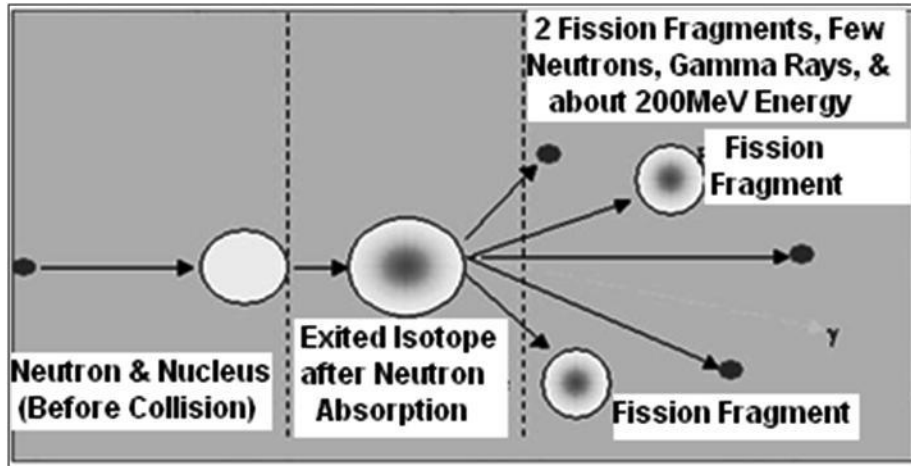 2 Fission Fragments, Few
Neutrons, Gamma Rays, &
about 200MeV Energy
Fission
Fragment
γ
Neutron & Nucleus
(Before Collision)
Exited Isotope
after Neutron
Absorption
Fission Fragment